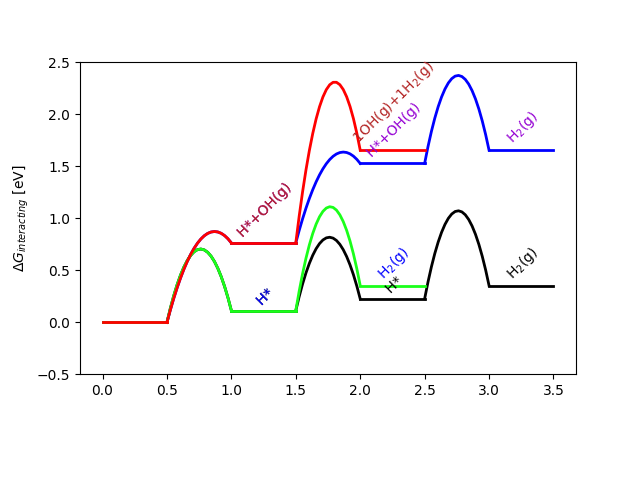 2.5
2.0
1.5
1.0
0.5
0.0
−0.5
ΔG_interacting [eV]
1OH(g)+1H₂(g)
H*+OH(g)
H₂(g)
H*+OH(g)
H₂(g)
H*
H₂(g)
H*
0.0 0.5 1.0 1.5 2.0 2.5 3.0 3.5